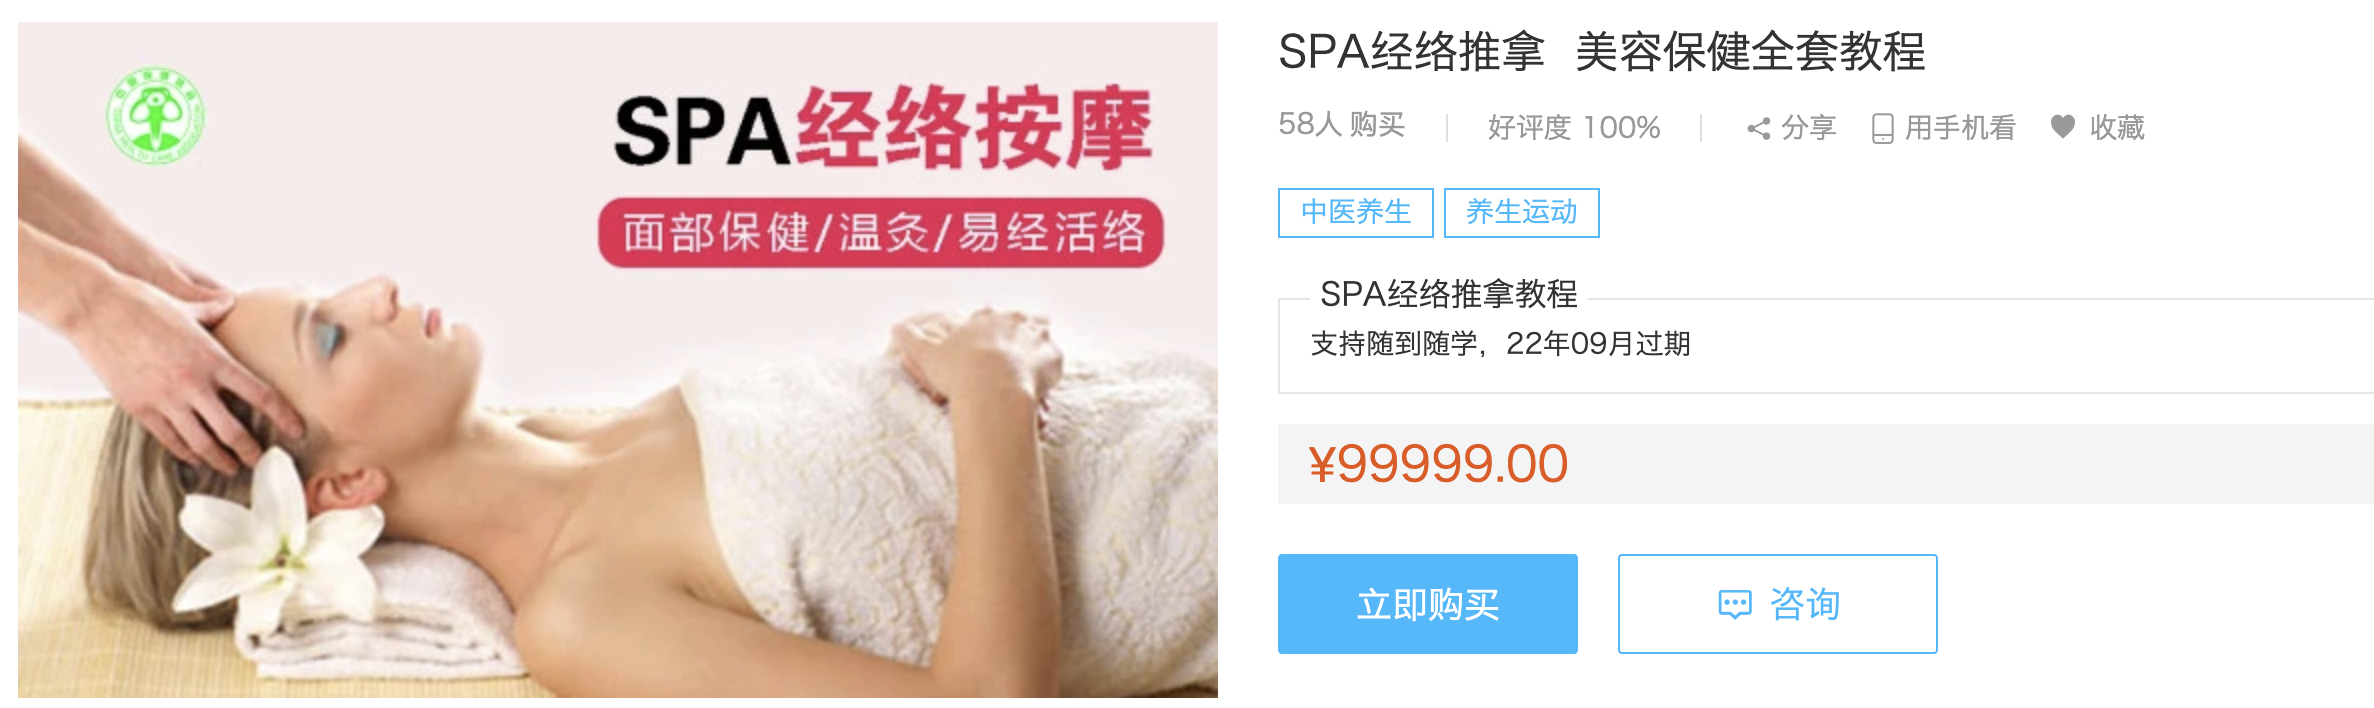 SPA经络按摩
面部保健/温灸/易经活络
SPA经络推拿 美容保健全套教程
58人 购买 好评度 100% 分享 用手机看 收藏
中医养生 养生运动
SPA经络推拿教程
支持随到随学，22年09月过期
¥99999.00
立即购买 咨询